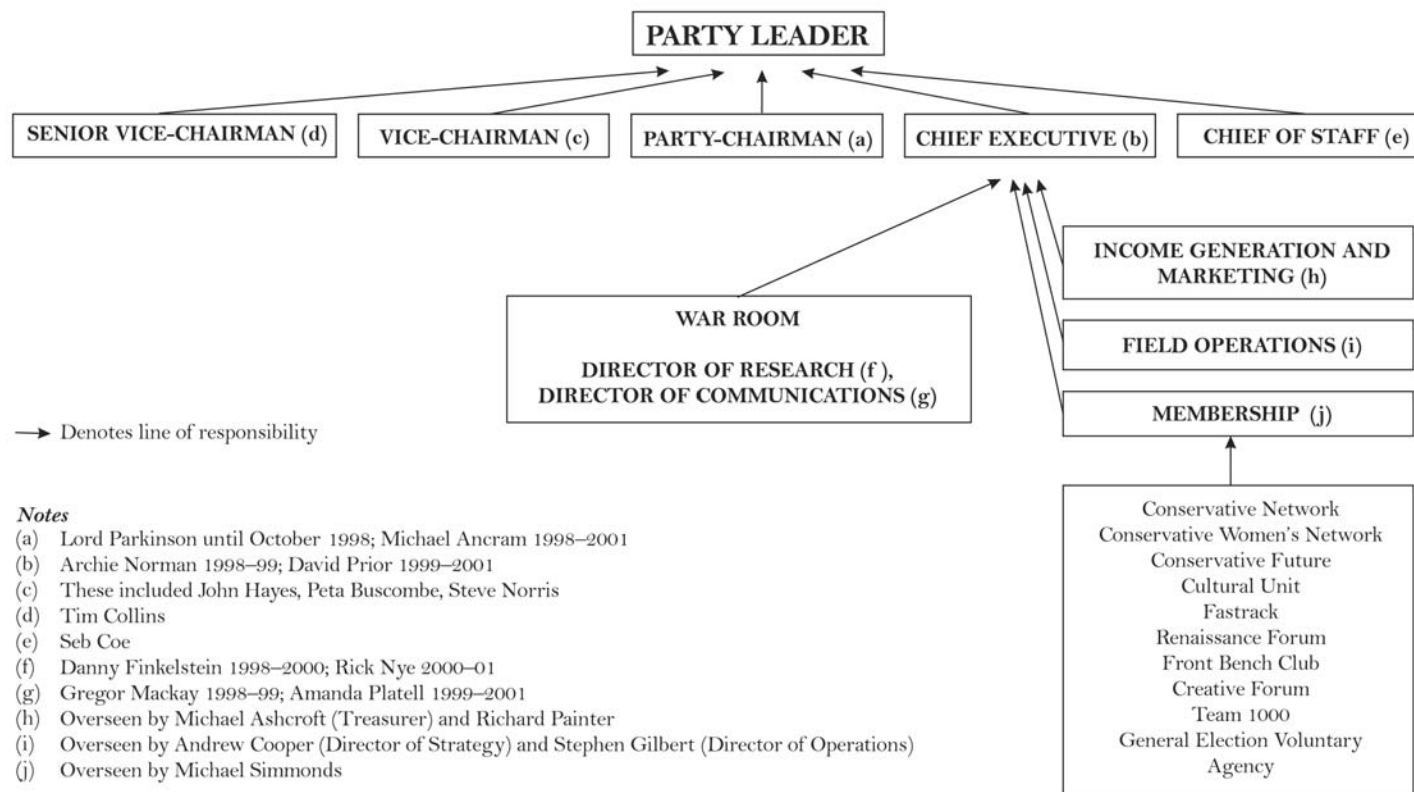 PARTY LEADER
SENIOR VICE-CHAIRMAN (d)
VICE-CHAIRMAN (c)
PARTY-CHAIRMAN (a)
CHIEF EXECUTIVE (b)
CHIEF OF STAFF (e)
INCOME GENERATION AND
MARKETING (h)
WAR ROOM
DIRECTOR OF RESEARCH (f ),
DIRECTOR OF COMMUNICATIONS (g)
FIELD OPERATIONS (i)
MEMBERSHIP (j)
Denotes line of responsibility
Conservative Network
Conservative Women’s Network
Conservative Future
Cultural Unit
Fastrack
Renaissance Forum
Front Bench Club
Creative Forum
Team 1000
General Election Voluntary
Agency
Notes
(a) Lord Parkinson until October 1998; Michael Ancram 1998–2001
(b) Archie Norman 1998–99; David Prior 1999–2001
(c) These included John Hayes, Peta Buscombe, Steve Norris
(d) Tim Collins
(e) Seb Coe
(f) Danny Finkelstein 1998–2000; Rick Nye 2000–01
(g) Gregor Mackay 1998–99; Amanda Platell 1999–2001
(h) Overseen by Michael Ashcroft (Treasurer) and Richard Painter
(i) Overseen by Andrew Cooper (Director of Strategy) and Stephen Gilbert (Director of Operations)
(j) Overseen by Michael Simmonds